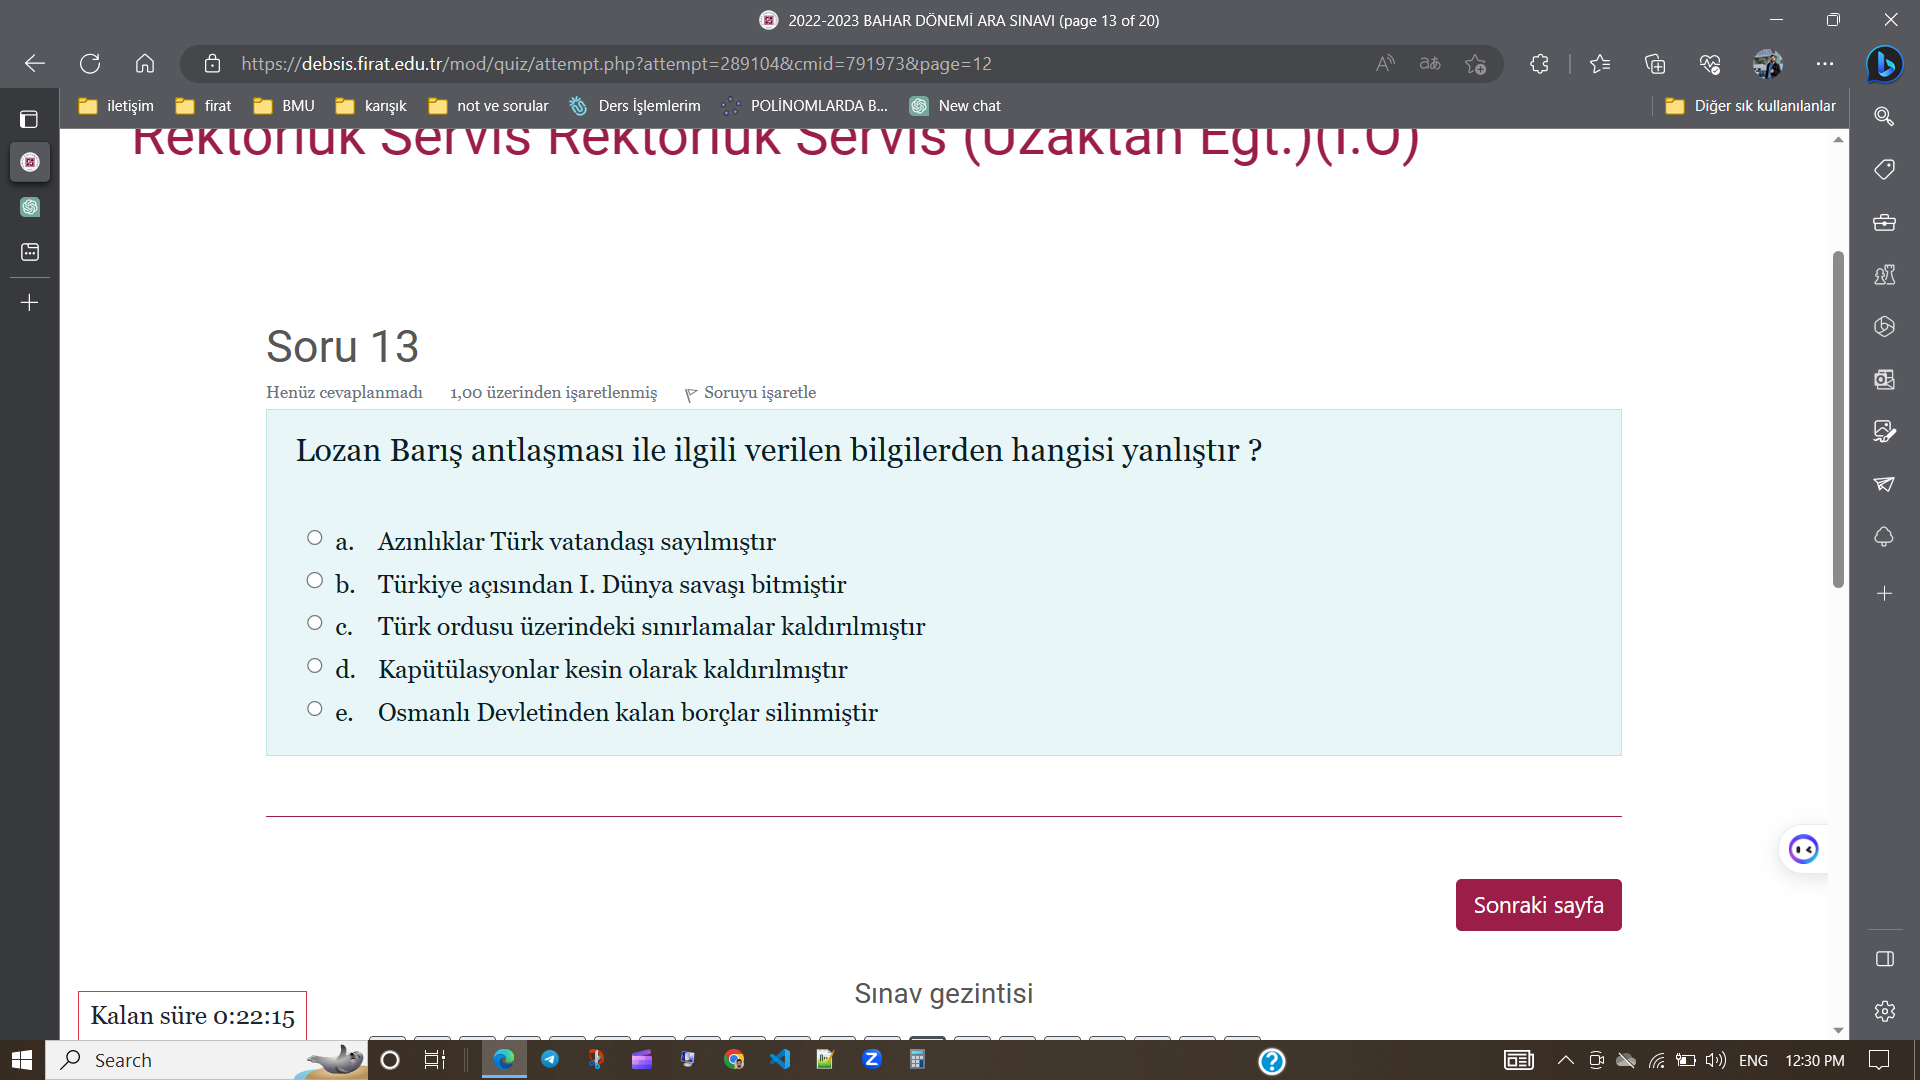 2022-2023 BAHAR DÖNEMİ ARA SINAVI (page 13 of 20)
https://debsis.firat.edu.tr/mod/quiz/attempt.php?attempt=289104&cmid=791973&page=12
iletişim firat BMU karışık not ve sorular Ders İşlemlerim POLİNOMLARDA B... New chat Diğer sık kullanılanlar
Rektörlük Servis Rektörlük Servis (Uzaktan Eğt.)(İ.Ö)
Soru 13
Henüz cevaplanmadı 1,00 üzerinden işaretlenmiş Soruyu işaretle
Lozan Barış antlaşması ile ilgili verilen bilgilerden hangisi yanlıştır ?
a. Azınlıklar Türk vatandaşı sayılmıştır
b. Türkiye açısından I. Dünya savaşı bitmiştir
c. Türk ordusu üzerindeki sınırlamalar kaldırılmıştır
d. Kapütülasyonlar kesin olarak kaldırılmıştır
e. Osmanlı Devletinden kalan borçlar silinmiştir
Sonraki sayfa
Sınav gezintisi
Kalan süre 0:22:15
Search ENG 12:30 PM